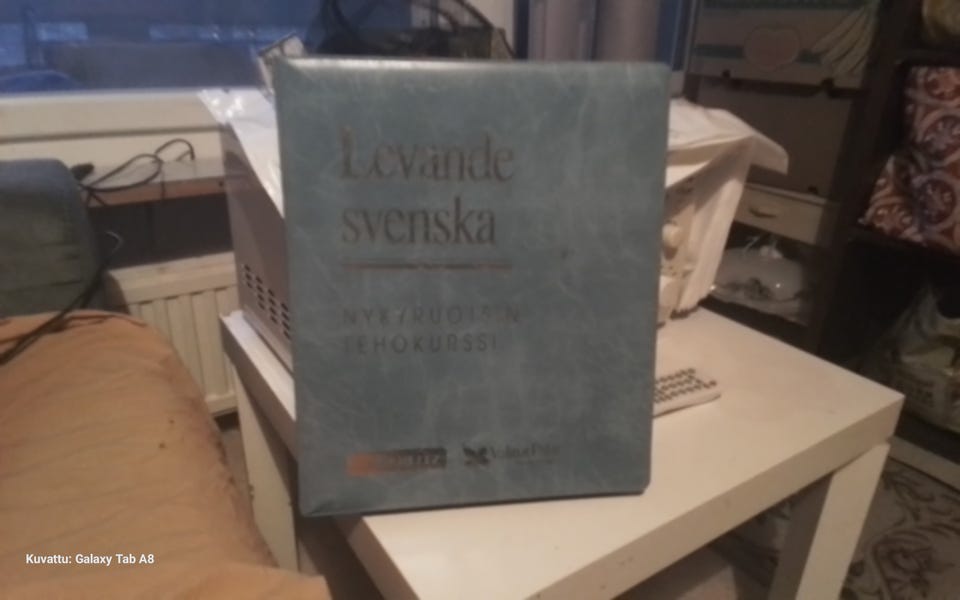 Levande
svenska
NYKYRUOTSIN
TEHOKURSSI
Kuvattu: Galaxy Tab A8